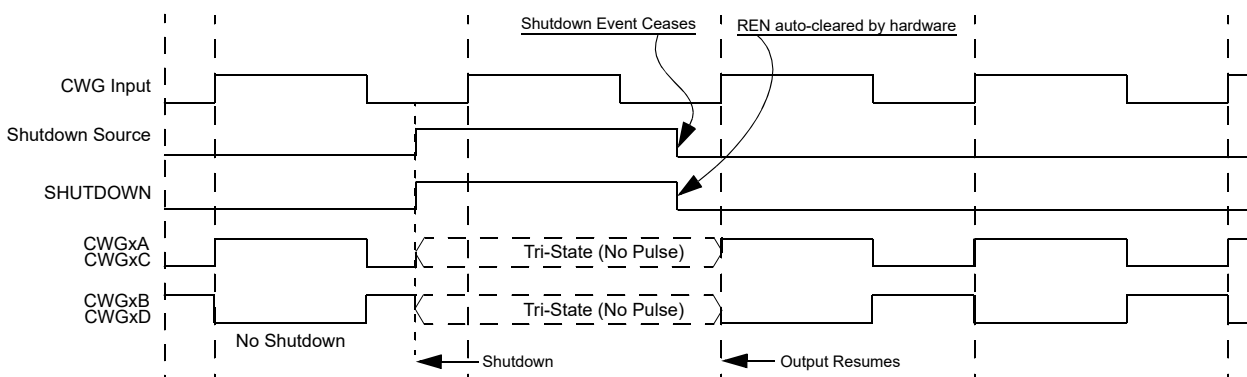 Shutdown Event Ceases
REN auto-cleared by hardware
CWG Input
Shutdown Source
SHUTDOWN
CWGxA
CWGxC
Tri-State (No Pulse)
CWGxB
CWGxD
Tri-State (No Pulse)
No Shutdown
Shutdown
Output Resumes